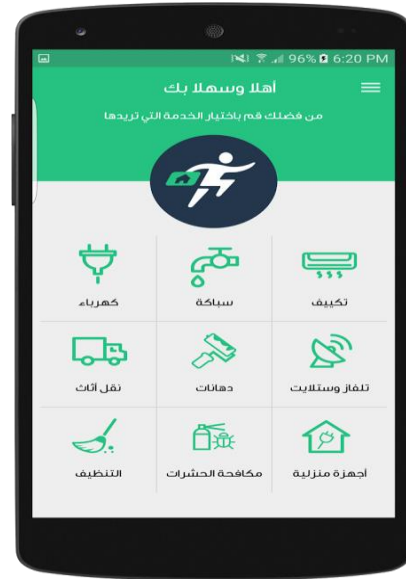 96% 6:20 PM
أهلا وسهلا بك
من فضلك قم باختيار الخدمة التي تريدها
تكييف
سباكة
كهرباء
تلفاز وستلايت
دهانات
نقل أثاث
أجهزة منزلية
مكافحة الحشرات
التنظيف